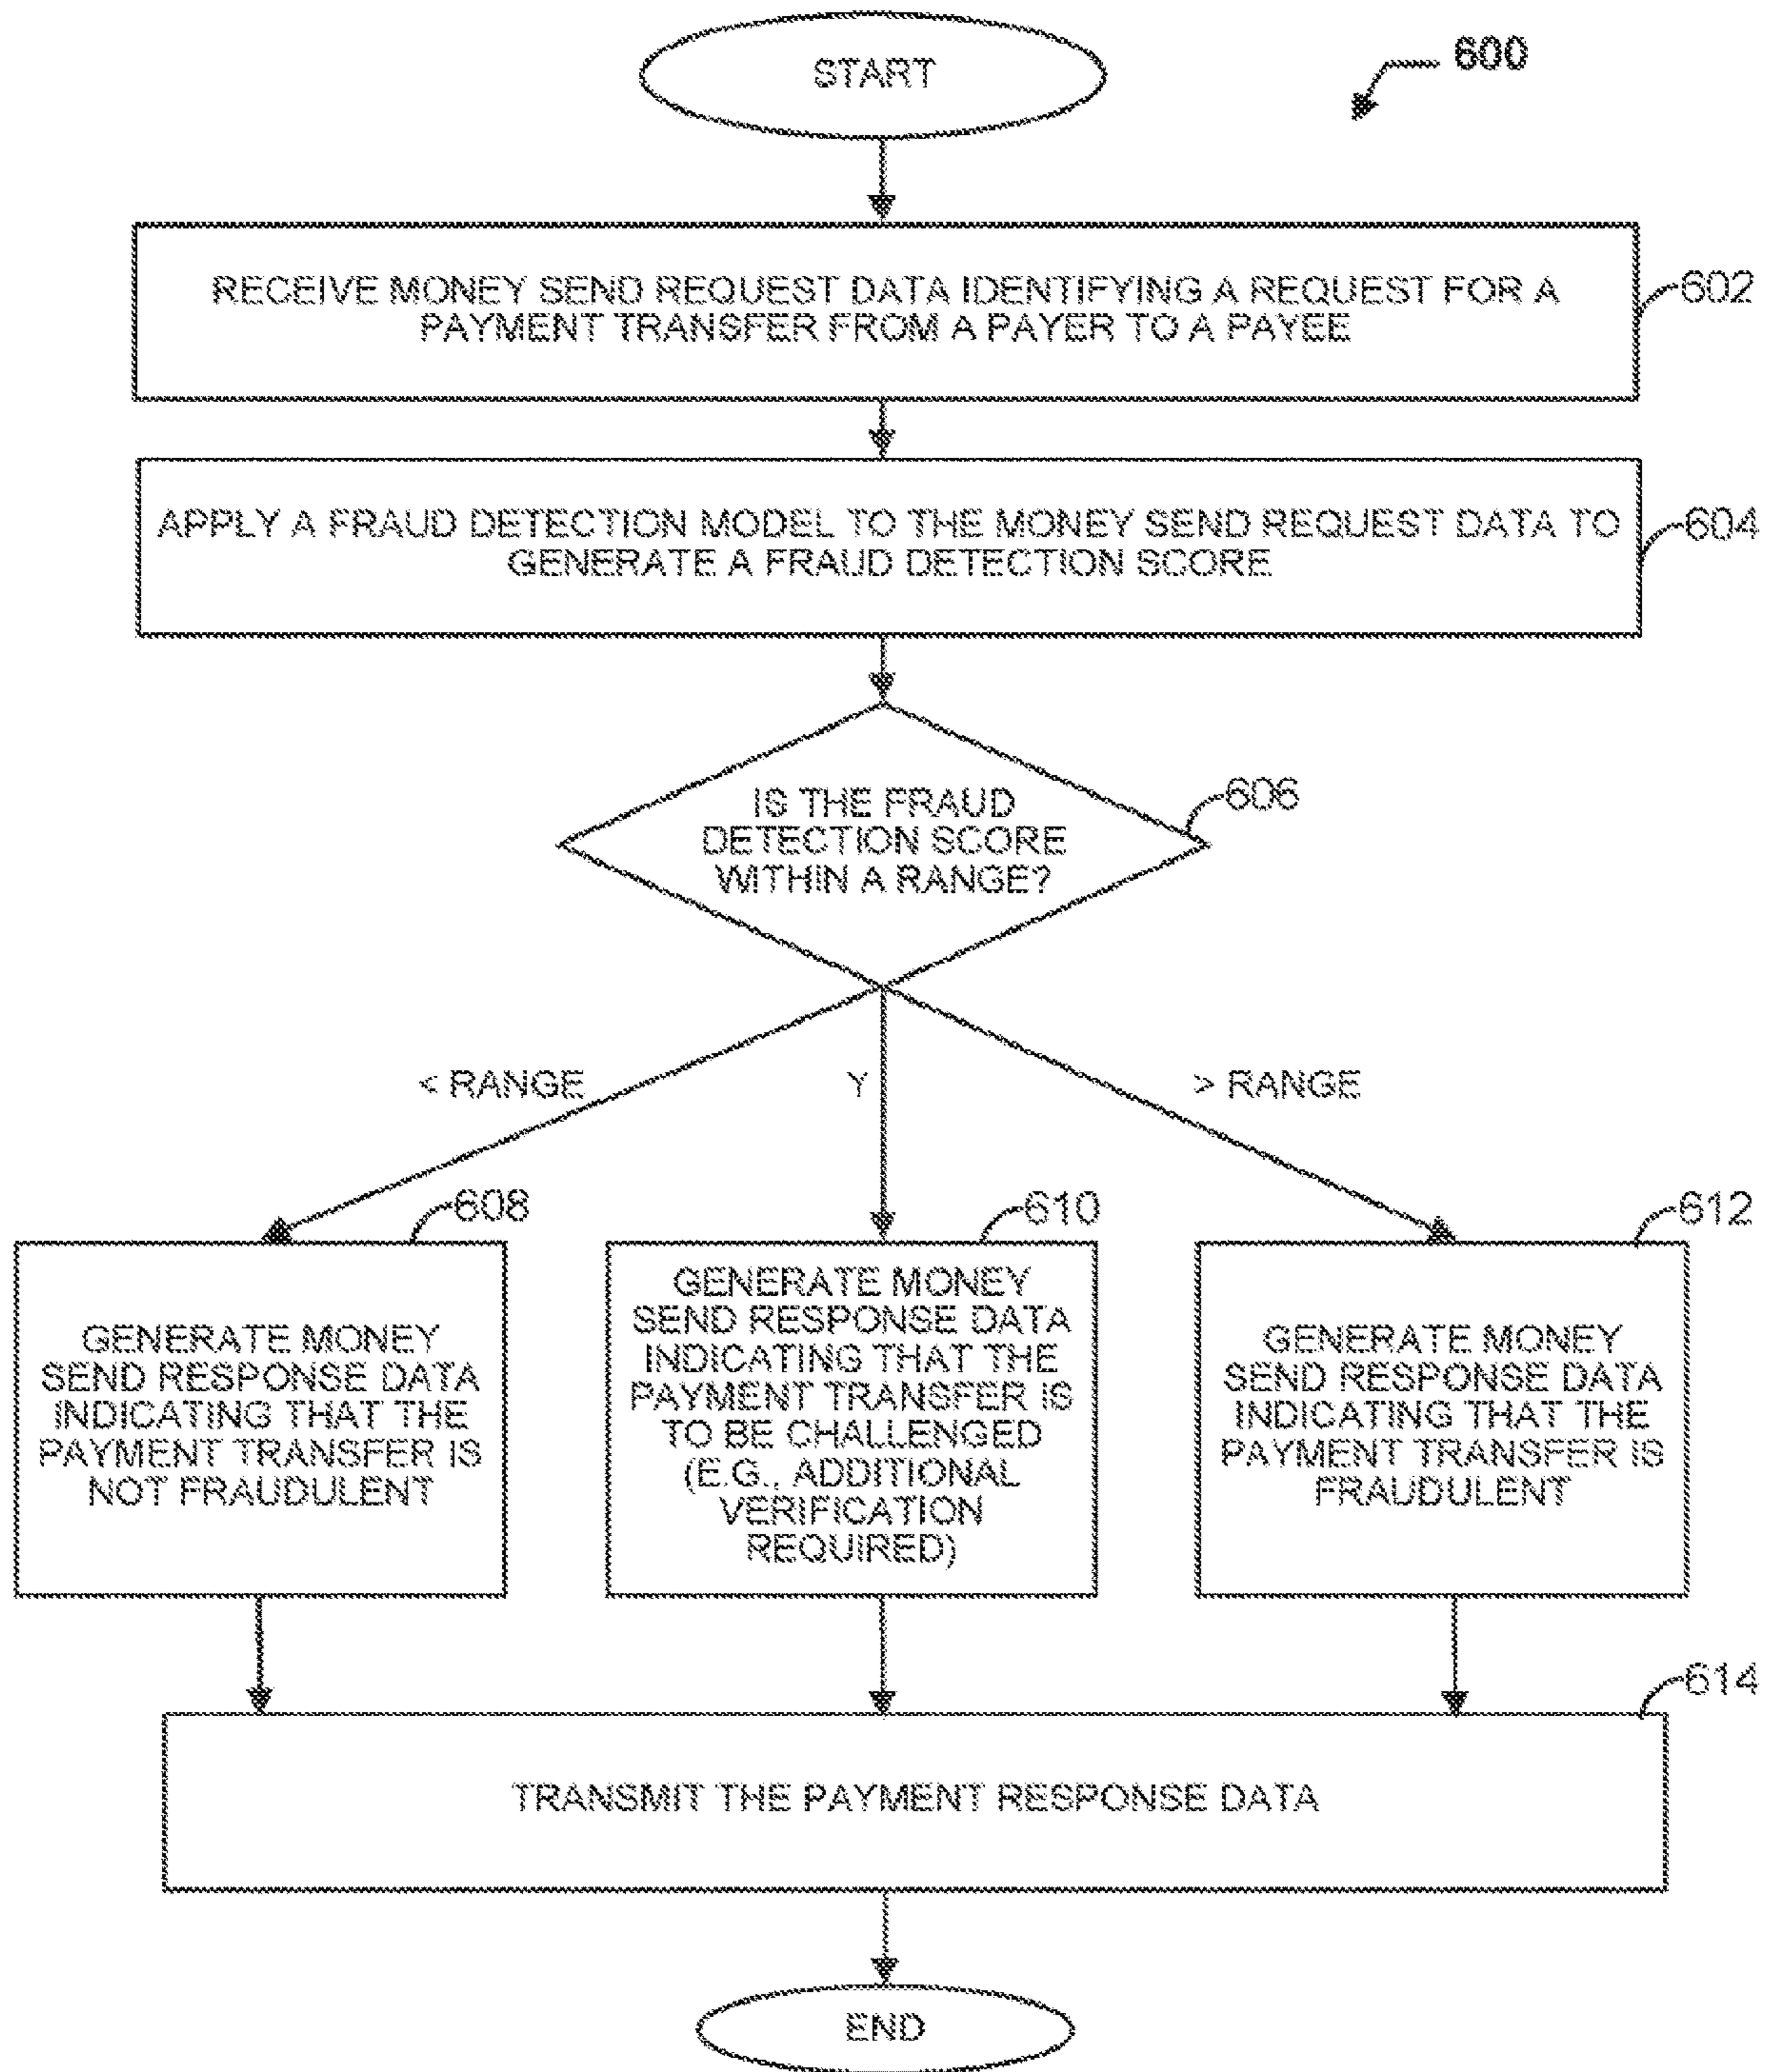 START
600
RECEIVE MONEY SEND REQUEST DATA IDENTIFYING A REQUEST FOR A
PAYMENT TRANSFER FROM A PAYER TO A PAYEE
602
APPLY A FRAUD DETECTION MODEL TO THE MONEY SEND REQUEST DATA TO
GENERATE A FRAUD DETECTION SCORE
604
IS THE FRAUD
DETECTION SCORE
WITHIN A RANGE?
606
< RANGE
Y
> RANGE
608
GENERATE MONEY
SEND RESPONSE DATA
INDICATING THAT THE
PAYMENT TRANSFER IS
NOT FRAUDULENT
610
GENERATE MONEY
SEND RESPONSE DATA
INDICATING THAT THE
PAYMENT TRANSFER IS
TO BE CHALLENGED
(E.G., ADDITIONAL
VERIFICATION
REQUIRED)
612
GENERATE MONEY
SEND RESPONSE DATA
INDICATING THAT THE
PAYMENT TRANSFER IS
FRAUDULENT
614
TRANSMIT THE PAYMENT RESPONSE DATA
END